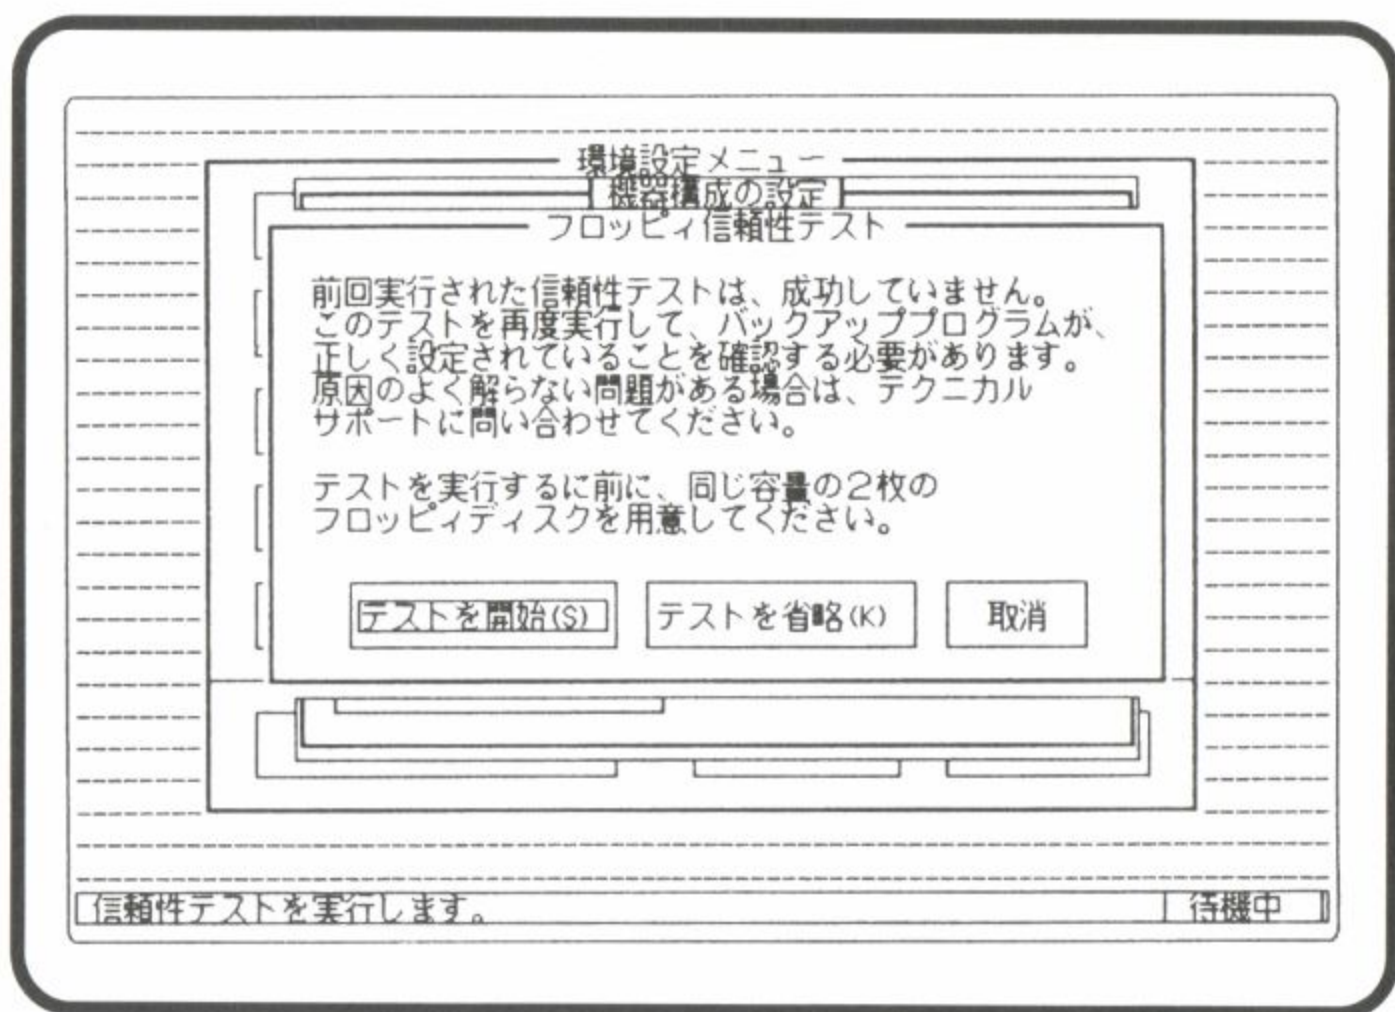 環境設定メニュー
機器構成の設定
フロッピィ信頼性テスト
前回実行された信頼性テストは、成功していません。
このテストを再度実行して、バックアッププログラムが、
正しく設定されていることを確認する必要があります。
原因のよく解らない問題がある場合は、テクニカル
サポートに問い合わせてください。
テストを実行するに前に、同じ容量の2枚の
フロッピィディスクを用意してください。
テストを開始(S) テストを省略(K) 取消
信頼性テストを実行します。 待機中